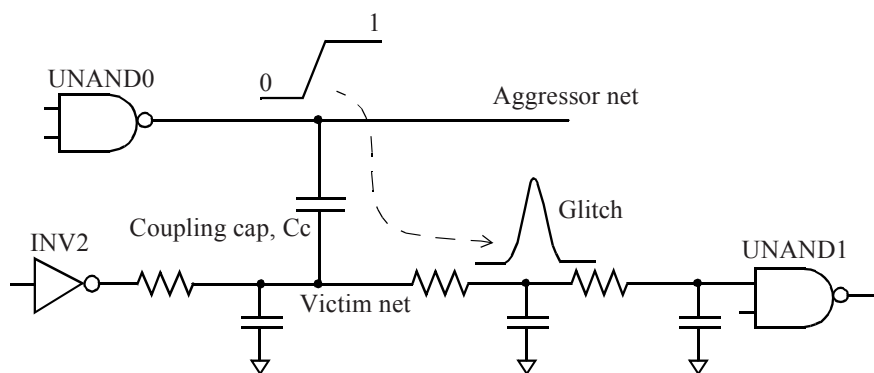 1
0
UNAND0
Aggressor net
Glitch
Coupling cap, Cc
INV2
UNAND1
Victim net